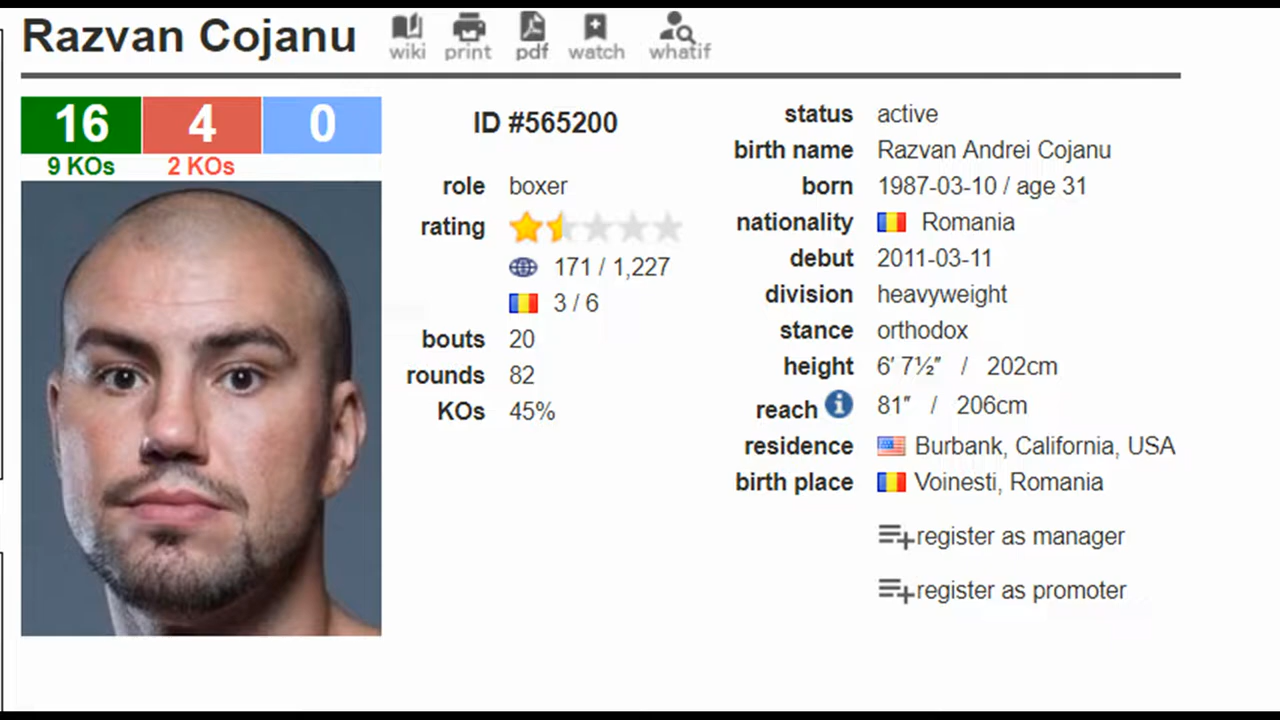 Razvan Cojanu
wiki print pdf watch whatif
16 4 0
9 KOs 2 KOs
ID #565200
role boxer
rating
171 / 1,227
3 / 6
bouts 20
rounds 82
KOs 45%
status active
birth name Razvan Andrei Cojanu
born 1987-03-10 / age 31
nationality Romania
debut 2011-03-11
division heavyweight
stance orthodox
height 6′ 7½″ / 202cm
reach i 81″ / 206cm
residence Burbank, California, USA
birth place Voinesti, Romania
register as manager
register as promoter